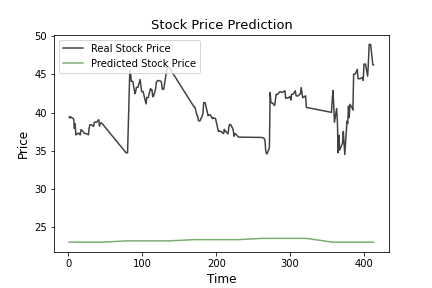 Stock Price Prediction
Real Stock Price
Predicted Stock Price
Price
50
45
40
35
30
25
0 100 200 300 400
Time